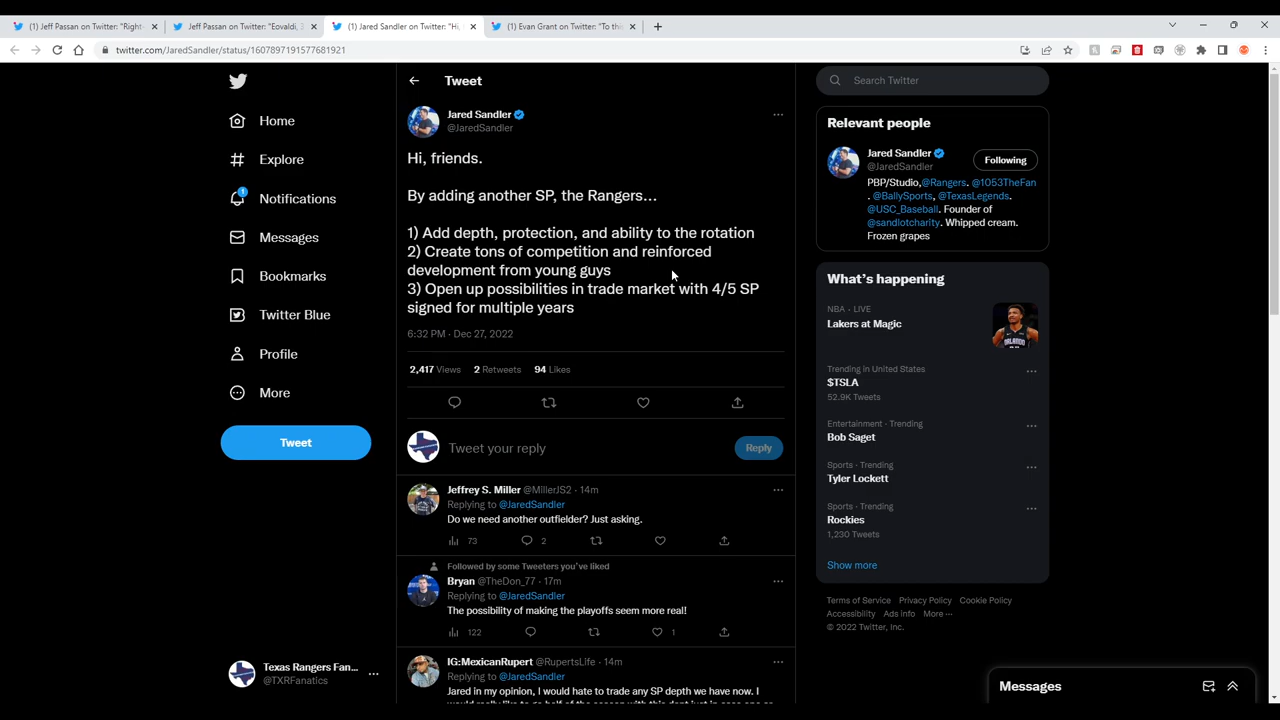 (1) Jeff Passan on Twitter: "Right-
Jeff Passan on Twitter: "Eovaldi, 3
(1) Jared Sandler on Twitter: "Hi,
(1) Evan Grant on Twitter: "To thi
twitter.com/JaredSandler/status/1607897191577681921
Home
Explore
1
Notifications
Messages
Bookmarks
Twitter Blue
Profile
More
Tweet
Texas Rangers Fan...
@TXRFanatics
Tweet
Jared Sandler
@JaredSandler
Hi, friends.
By adding another SP, the Rangers…
1) Add depth, protection, and ability to the rotation
2) Create tons of competition and reinforced
development from young guys
3) Open up possibilities in trade market with 4/5 SP
signed for multiple years
6:32 PM · Dec 27, 2022
2,417 Views 2 Retweets 94 Likes
Tweet your reply
Reply
Jeffrey S. Miller @MillerJS2 · 14m
Replying to @JaredSandler
Do we need another outfielder? Just asking.
73 2
Followed by some Tweeters you've liked
Bryan @TheDon_77 · 17m
Replying to @JaredSandler
The possibility of making the playoffs seem more real!
122 1
IG:MexicanRupert @RupertsLife · 14m
Replying to @JaredSandler
Jared in my opinion, I would hate to trade any SP depth we have now. I
Search Twitter
Relevant people
Jared Sandler
@JaredSandler
Following
PBP/Studio,@Rangers. @1053TheFan
. @BallySports, @TexasLegends.
@USC_Baseball. Founder of
@sandlotcharity. Whipped cream.
Frozen grapes
What's happening
NBA · LIVE
Lakers at Magic
Trending in United States
$TSLA
52.9K Tweets
Entertainment · Trending
Bob Saget
Sports · Trending
Tyler Lockett
Sports · Trending
Rockies
1,230 Tweets
Show more
Terms of Service Privacy Policy Cookie Policy
Accessibility Ads info More ···
© 2022 Twitter, Inc.
Messages